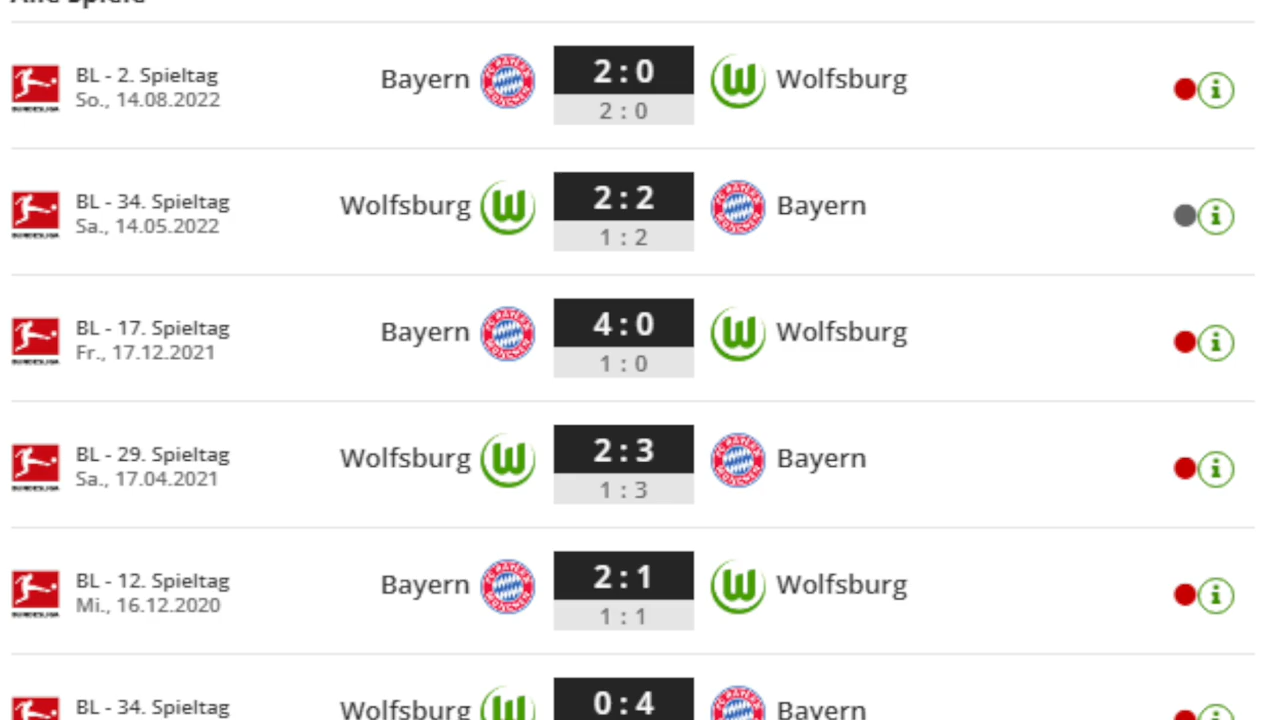 Alle Spiele
BL - 2. Spieltag
So., 14.08.2022
Bayern
2 : 0
2 : 0
Wolfsburg
BL - 34. Spieltag
Sa., 14.05.2022
Wolfsburg
2 : 2
1 : 2
Bayern
BL - 17. Spieltag
Fr., 17.12.2021
Bayern
4 : 0
1 : 0
Wolfsburg
BL - 29. Spieltag
Sa., 17.04.2021
Wolfsburg
2 : 3
1 : 3
Bayern
BL - 12. Spieltag
Mi., 16.12.2020
Bayern
2 : 1
1 : 1
Wolfsburg
BL - 34. Spieltag
Wolfsburg
0 : 4
Bayern